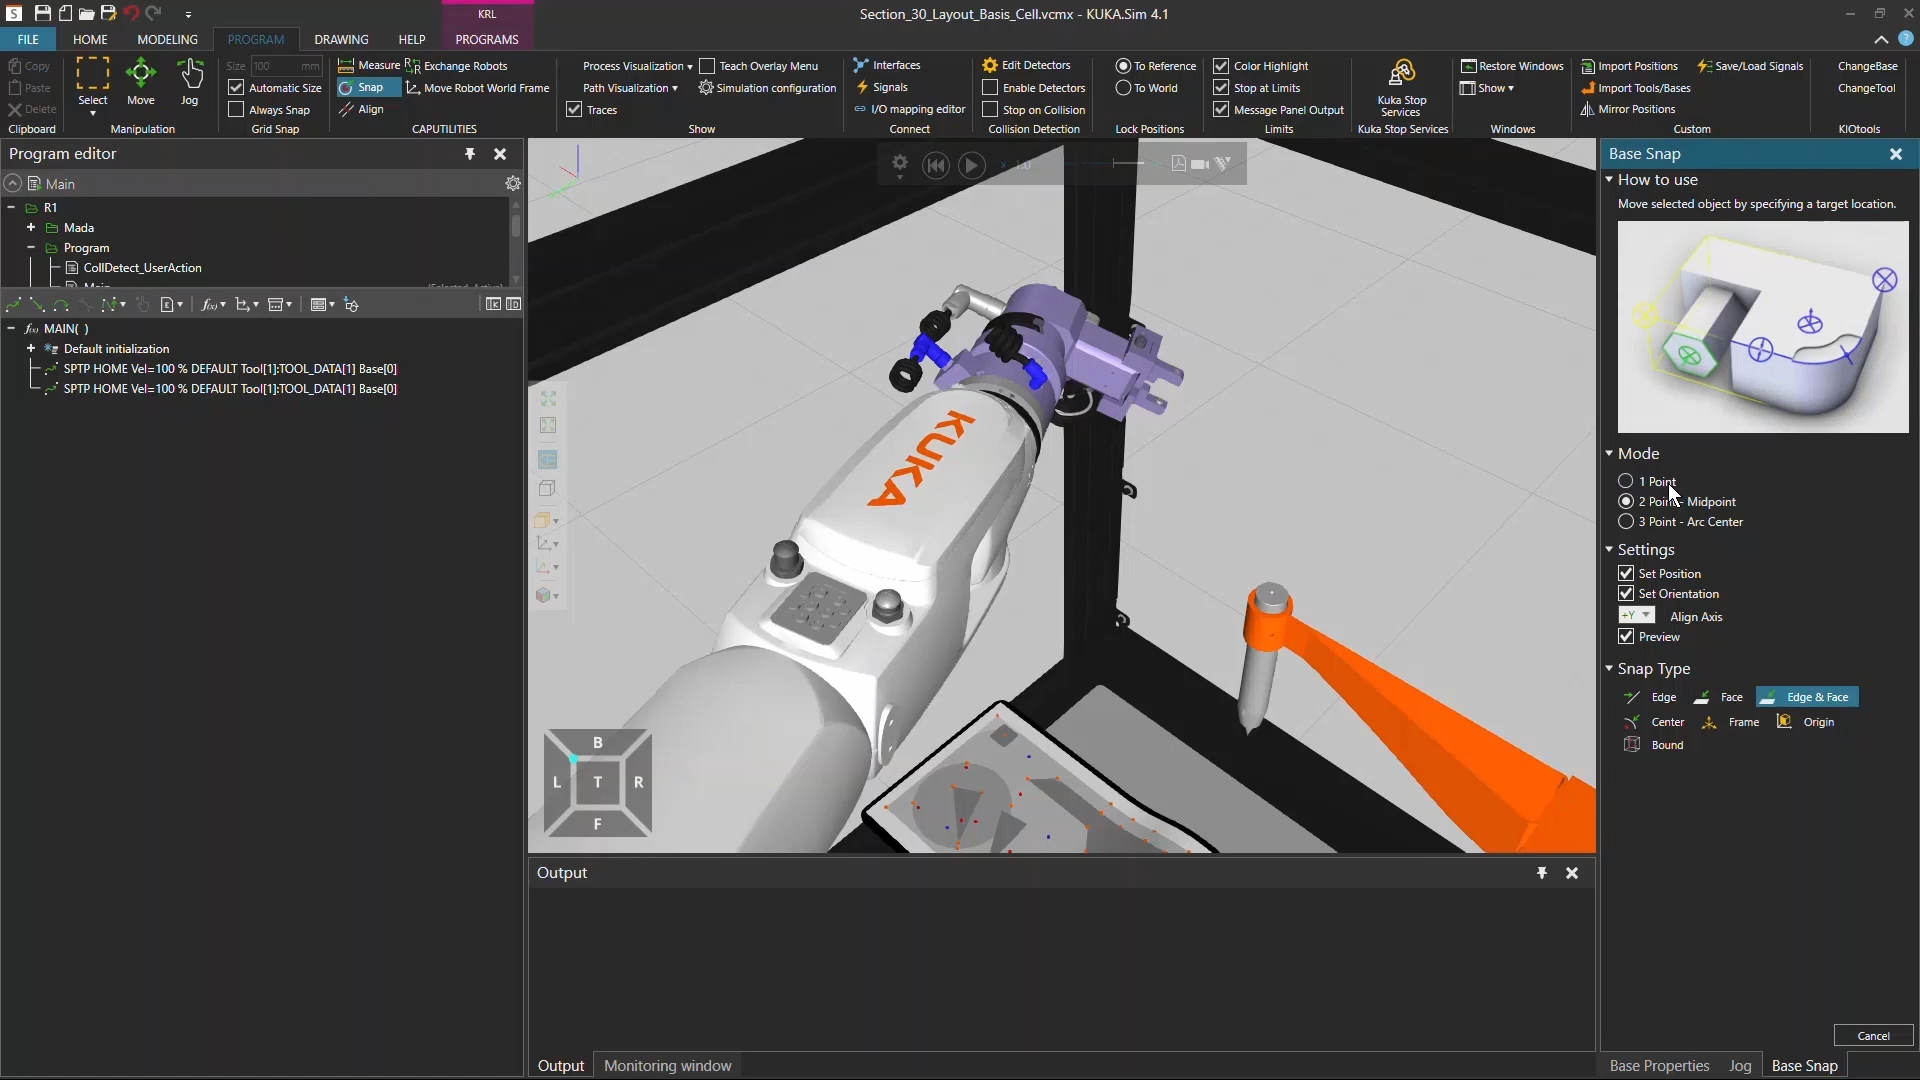 Section_30_Layout_Basis_Cell.vcmx - KUKA.Sim 4.1
KRL
FILE HOME MODELING PROGRAM DRAWING HELP PROGRAMS
Copy
Paste
Delete
Clipboard
Select
Move
Jog
Manipulation
Size 100 mm
Automatic Size
Always Snap
Grid Snap
Measure
Snap
Align
Exchange Robots
Move Robot World Frame
CAPUTILITIES
Process Visualization
Path Visualization
Traces
Teach Overlay Menu
Simulation configuration
Show
Interfaces
Signals
I/O mapping editor
Connect
Edit Detectors
Enable Detectors
Stop on Collision
Collision Detection
To Reference
To World
Lock Positions
Color Highlight
Stop at Limits
Message Panel Output
Limits
Kuka Stop
Services
Kuka Stop Services
Restore Windows
Show
Windows
Import Positions
Import Tools/Bases
Mirror Positions
Save/Load Signals
Custom
ChangeBase
ChangeTool
KIOtools
Program editor
Main
R1
Mada
Program
CollDetect_UserAction
MAIN( )
Default initialization
SPTP HOME Vel=100 % DEFAULT Tool[1]:TOOL_DATA[1] Base[0]
SPTP HOME Vel=100 % DEFAULT Tool[1]:TOOL_DATA[1] Base[0]
x 1.0
KUKA
B
L T R
F
Output
Output Monitoring window
Base Snap
How to use
Move selected object by specifying a target location.
Mode
1 Point
2 Point - Midpoint
3 Point - Arc Center
Settings
Set Position
Set Orientation
+Y Align Axis
Preview
Snap Type
Edge Face Edge & Face
Center Frame Origin
Bound
Cancel
Base Properties Jog Base Snap